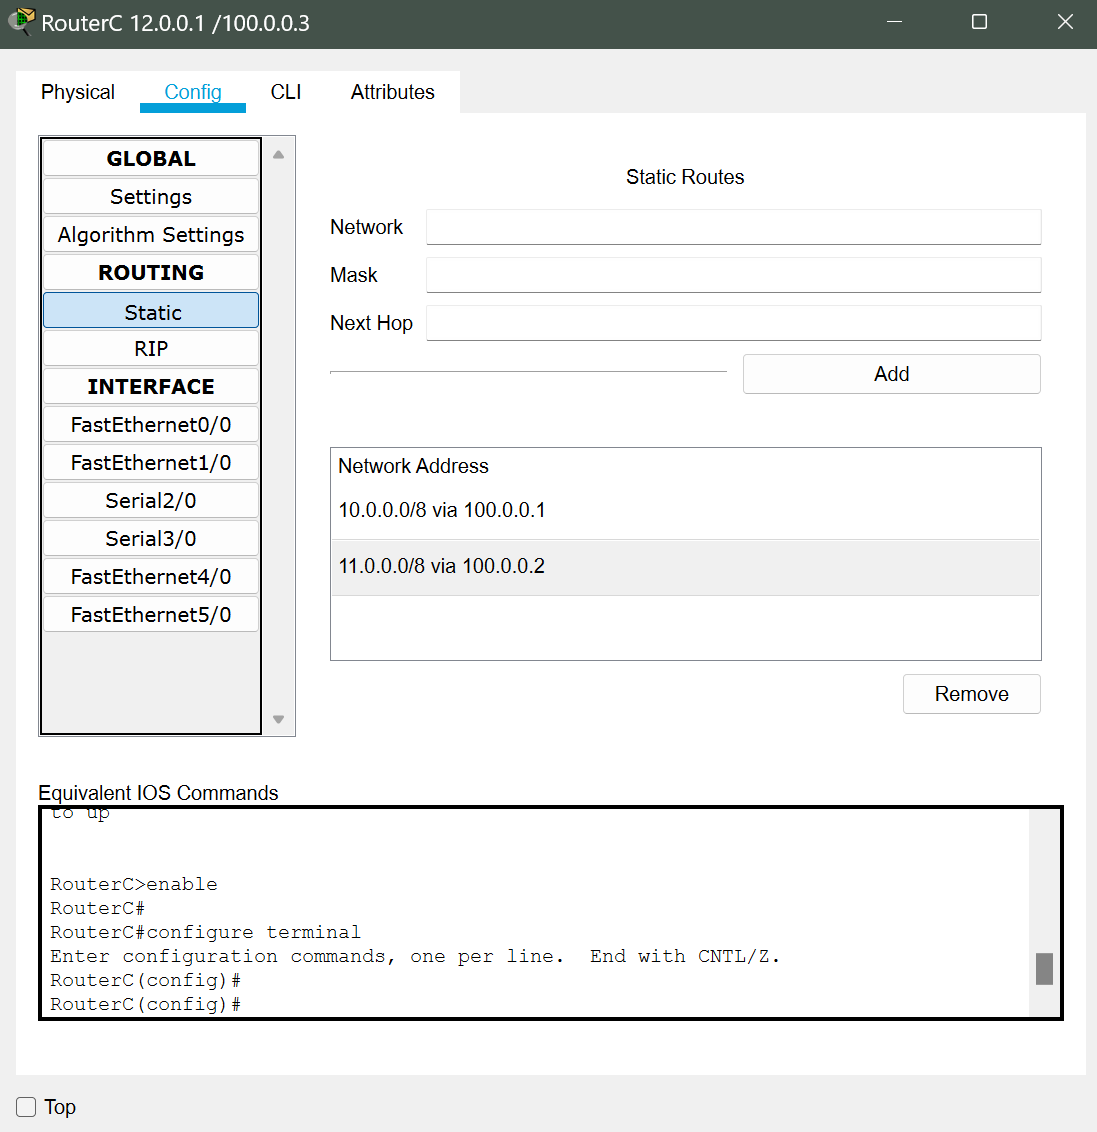 RouterC 12.0.0.1 /100.0.0.3
Physical Config CLI Attributes
GLOBAL
Settings
Algorithm Settings
ROUTING
Static
RIP
INTERFACE
FastEthernet0/0
FastEthernet1/0
Serial2/0
Serial3/0
FastEthernet4/0
FastEthernet5/0
Static Routes
Network
Mask
Next Hop
Add
Network Address
10.0.0.0/8 via 100.0.0.1
11.0.0.0/8 via 100.0.0.2
Remove
Equivalent IOS Commands
to up
RouterC>enable
RouterC#
RouterC#configure terminal
Enter configuration commands, one per line.  End with CNTL/Z.
RouterC(config)#
RouterC(config)#
Top